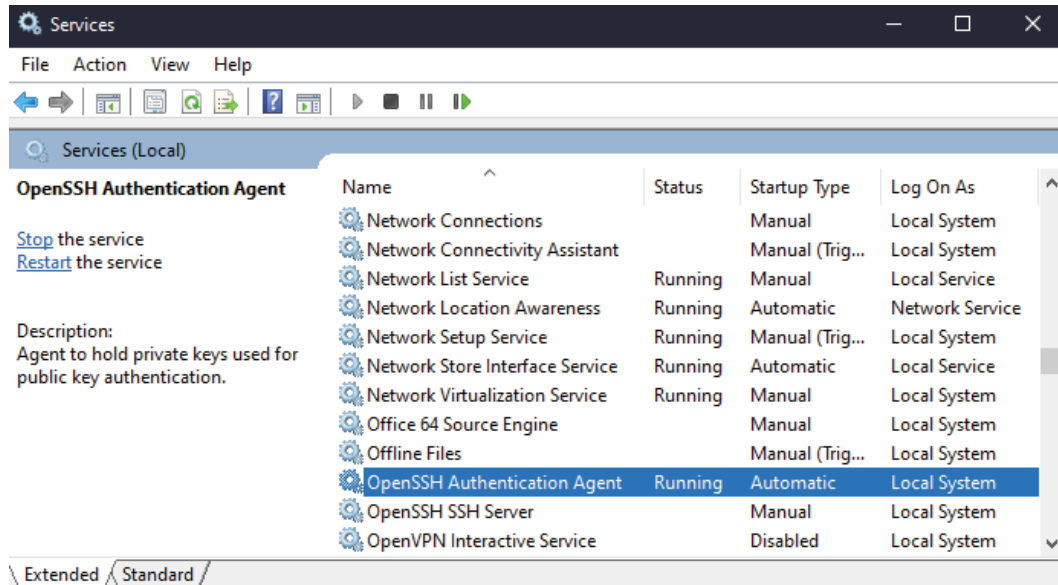 Services
File Action View Help
Services (Local)
OpenSSH Authentication Agent
Stop the service
Restart the service
Description:
Agent to hold private keys used for
public key authentication.
Name Status Startup Type Log On As
Network Connections Manual Local System
Network Connectivity Assistant Manual (Trig... Local System
Network List Service Running Manual Local Service
Network Location Awareness Running Automatic Network Service
Network Setup Service Running Manual (Trig... Local System
Network Store Interface Service Running Automatic Local Service
Network Virtualization Service Running Manual Local System
Office 64 Source Engine Manual Local System
Offline Files Manual (Trig... Local System
OpenSSH Authentication Agent Running Automatic Local System
OpenSSH SSH Server Manual Local System
OpenVPN Interactive Service Disabled Local System
Extended Standard